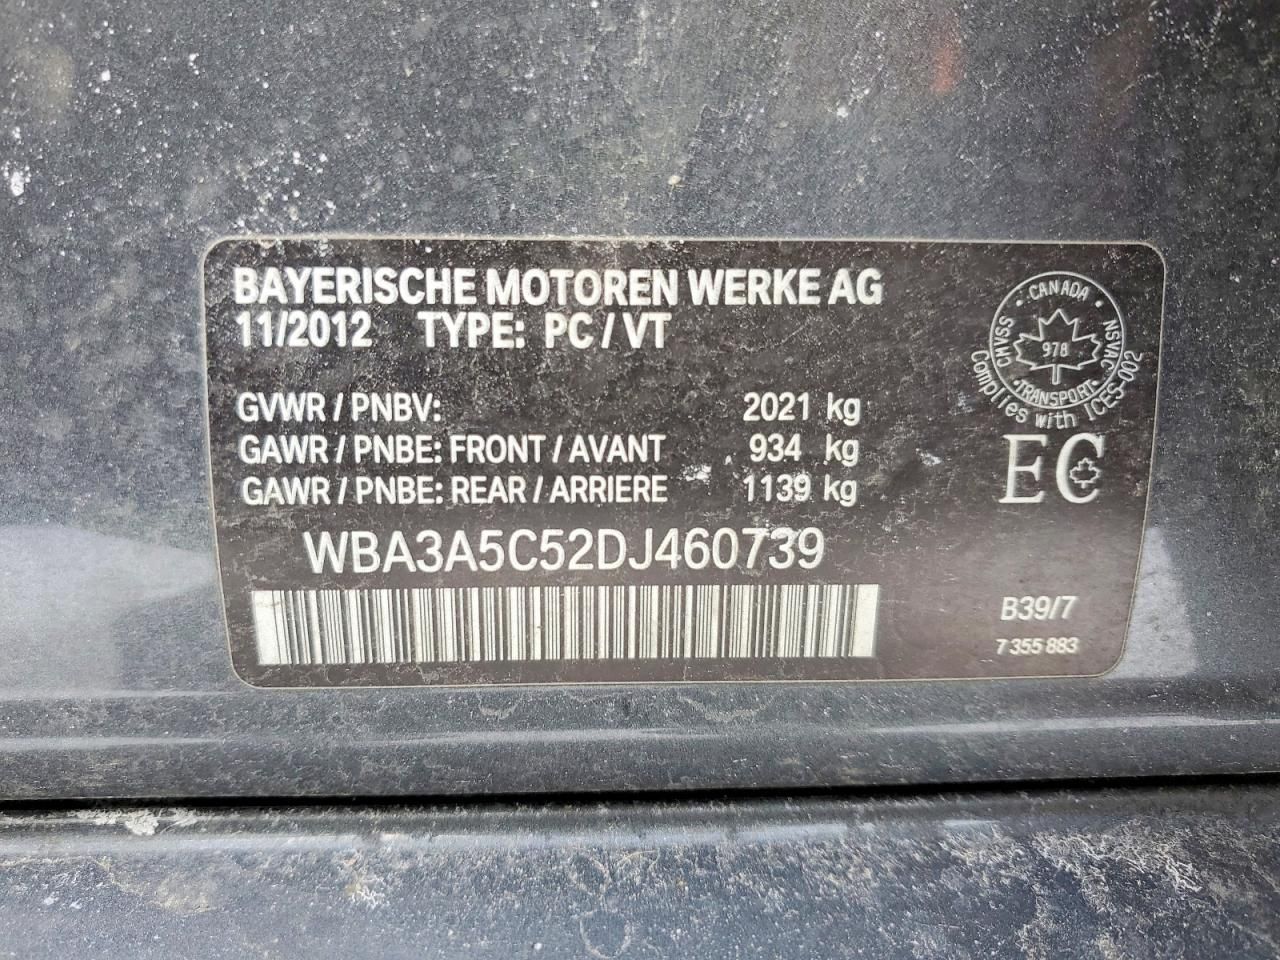 BAYERISCHE MOTOREN WERKE AG
11/2012 TYPE: PC / VT
GVWR / PNBV: 2021 kg
GAWR / PNBE: FRONT / AVANT 934 kg
GAWR / PNBE: REAR / ARRIERE 1139 kg
WBA3A5C52DJ460739
CANADA
CMVSS
NSVAC
978
TRANSPORT
Complies with ICES-002
EC
B39/7
7 355 883